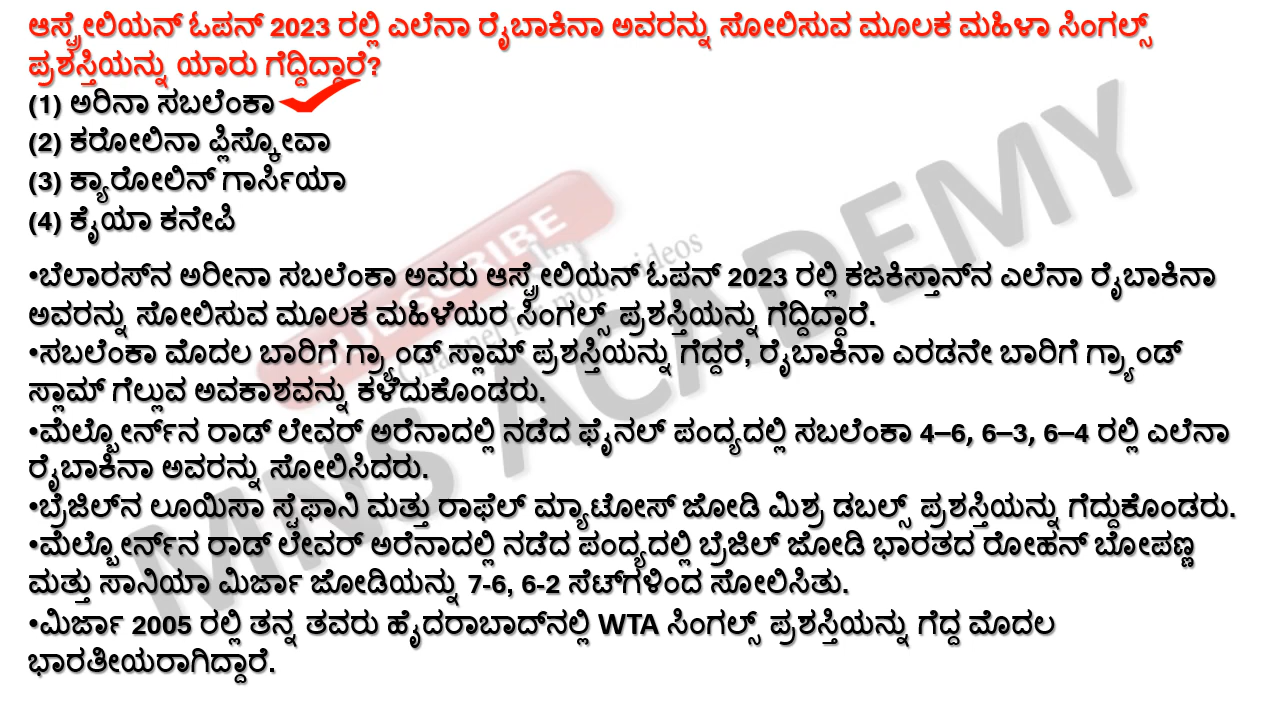 ಆಸ್ಟ್ರೇಲಿಯನ್ ಓಪನ್ 2023 ರಲ್ಲಿ ಎಲೆನಾ ರೈಬಾಕಿನಾ ಅವರನ್ನು ಸೋಲಿಸುವ ಮೂಲಕ ಮಹಿಳಾ ಸಿಂಗಲ್ಸ್
ಪ್ರಶಸ್ತಿಯನ್ನು ಯಾರು ಗೆದ್ದಿದ್ದಾರೆ?
(1) ಅರಿನಾ ಸಬಲೆಂಕಾ
(2) ಕರೋಲಿನಾ ಪ್ಲಿಸ್ಕೋವಾ
(3) ಕ್ಯಾರೋಲಿನ್ ಗಾರ್ಸಿಯಾ
(4) ಕೈಯಾ ಕನೇಪಿ
•ಬೆಲಾರಸ್‌ನ ಅರೀನಾ ಸಬಲೆಂಕಾ ಅವರು ಆಸ್ಟ್ರೇಲಿಯನ್ ಓಪನ್ 2023 ರಲ್ಲಿ ಕಜಕಿಸ್ತಾನ್‌ನ ಎಲೆನಾ ರೈಬಾಕಿನಾ
ಅವರನ್ನು ಸೋಲಿಸುವ ಮೂಲಕ ಮಹಿಳೆಯರ ಸಿಂಗಲ್ಸ್ ಪ್ರಶಸ್ತಿಯನ್ನು ಗೆದ್ದಿದ್ದಾರೆ.
•ಸಬಲೆಂಕಾ ಮೊದಲ ಬಾರಿಗೆ ಗ್ರ್ಯಾಂಡ್ ಸ್ಲಾಮ್ ಪ್ರಶಸ್ತಿಯನ್ನು ಗೆದ್ದರೆ, ರೈಬಾಕಿನಾ ಎರಡನೇ ಬಾರಿಗೆ ಗ್ರ್ಯಾಂಡ್
ಸ್ಲಾಮ್ ಗೆಲ್ಲುವ ಅವಕಾಶವನ್ನು ಕಳೆದುಕೊಂಡರು.
•ಮೆಲ್ಬೋರ್ನ್‌ನ ರಾಡ್ ಲೇವರ್ ಅರೆನಾದಲ್ಲಿ ನಡೆದ ಫೈನಲ್ ಪಂದ್ಯದಲ್ಲಿ ಸಬಲೆಂಕಾ 4–6, 6–3, 6–4 ರಲ್ಲಿ ಎಲೆನಾ
ರೈಬಾಕಿನಾ ಅವರನ್ನು ಸೋಲಿಸಿದರು.
•ಬ್ರೆಜಿಲ್‌ನ ಲೂಯಿಸಾ ಸ್ಟೆಫಾನಿ ಮತ್ತು ರಾಫೆಲ್ ಮ್ಯಾಟೋಸ್ ಜೋಡಿ ಮಿಶ್ರ ಡಬಲ್ಸ್ ಪ್ರಶಸ್ತಿಯನ್ನು ಗೆದ್ದುಕೊಂಡರು.
•ಮೆಲ್ಬೋರ್ನ್‌ನ ರಾಡ್ ಲೇವರ್ ಅರೆನಾದಲ್ಲಿ ನಡೆದ ಪಂದ್ಯದಲ್ಲಿ ಬ್ರೆಜಿಲ್ ಜೋಡಿ ಭಾರತದ ರೋಹನ್ ಬೋಪಣ್ಣ
ಮತ್ತು ಸಾನಿಯಾ ಮಿರ್ಜಾ ಜೋಡಿಯನ್ನು 7-6, 6-2 ಸೆಟ್‌ಗಳಿಂದ ಸೋಲಿಸಿತು.
•ಮಿರ್ಜಾ 2005 ರಲ್ಲಿ ತನ್ನ ತವರು ಹೈದರಾಬಾದ್‌ನಲ್ಲಿ WTA ಸಿಂಗಲ್ಸ್ ಪ್ರಶಸ್ತಿಯನ್ನು ಗೆದ್ದ ಮೊದಲ
ಭಾರತೀಯರಾಗಿದ್ದಾರೆ.
MNS ACADEMY
Channel for more videos